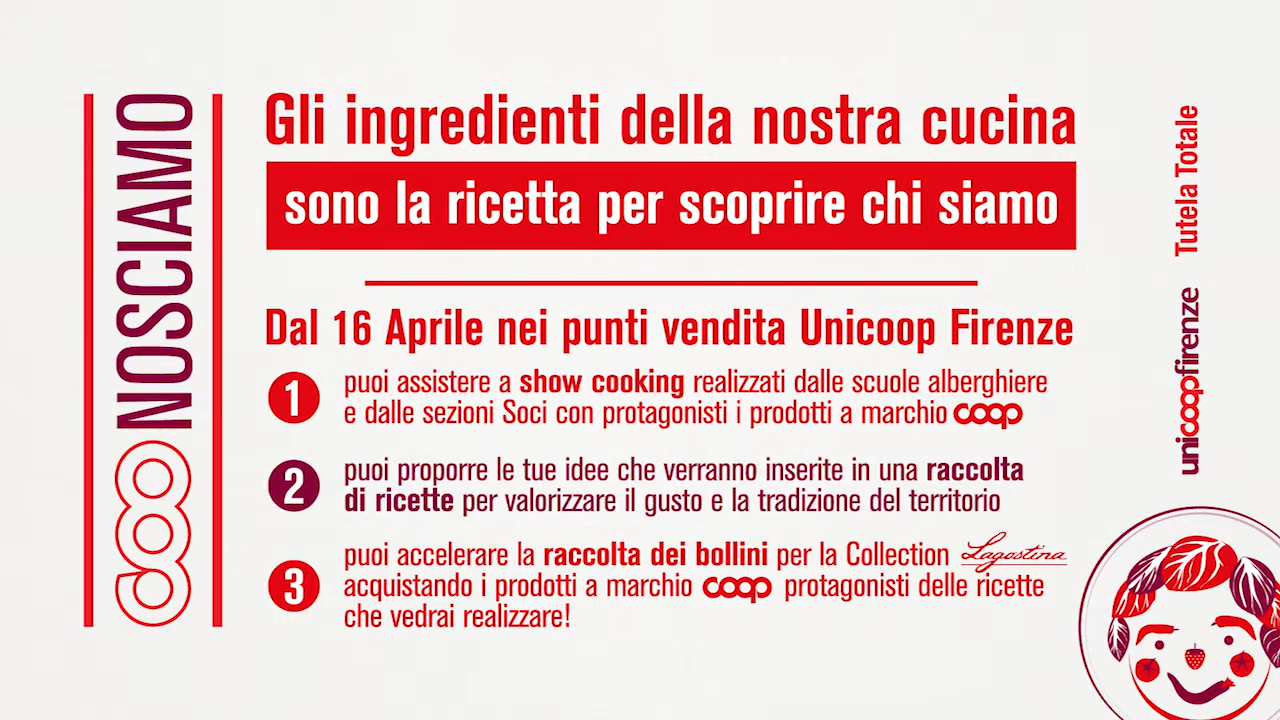 COONOSCIAMO
Gli ingredienti della nostra cucina
sono la ricetta per scoprire chi siamo
Dal 16 Aprile nei punti vendita Unicoop Firenze
1 puoi assistere a show cooking realizzati dalle scuole alberghiere
e dalle sezioni Soci con protagonisti i prodotti a marchio coop
2 puoi proporre le tue idee che verranno inserite in una raccolta
di ricette per valorizzare il gusto e la tradizione del territorio
3 puoi accelerare la raccolta dei bollini per la Collection Lagostina
acquistando i prodotti a marchio coop protagonisti delle ricette
che vedrai realizzare!
unicoopfirenze Tutela Totale